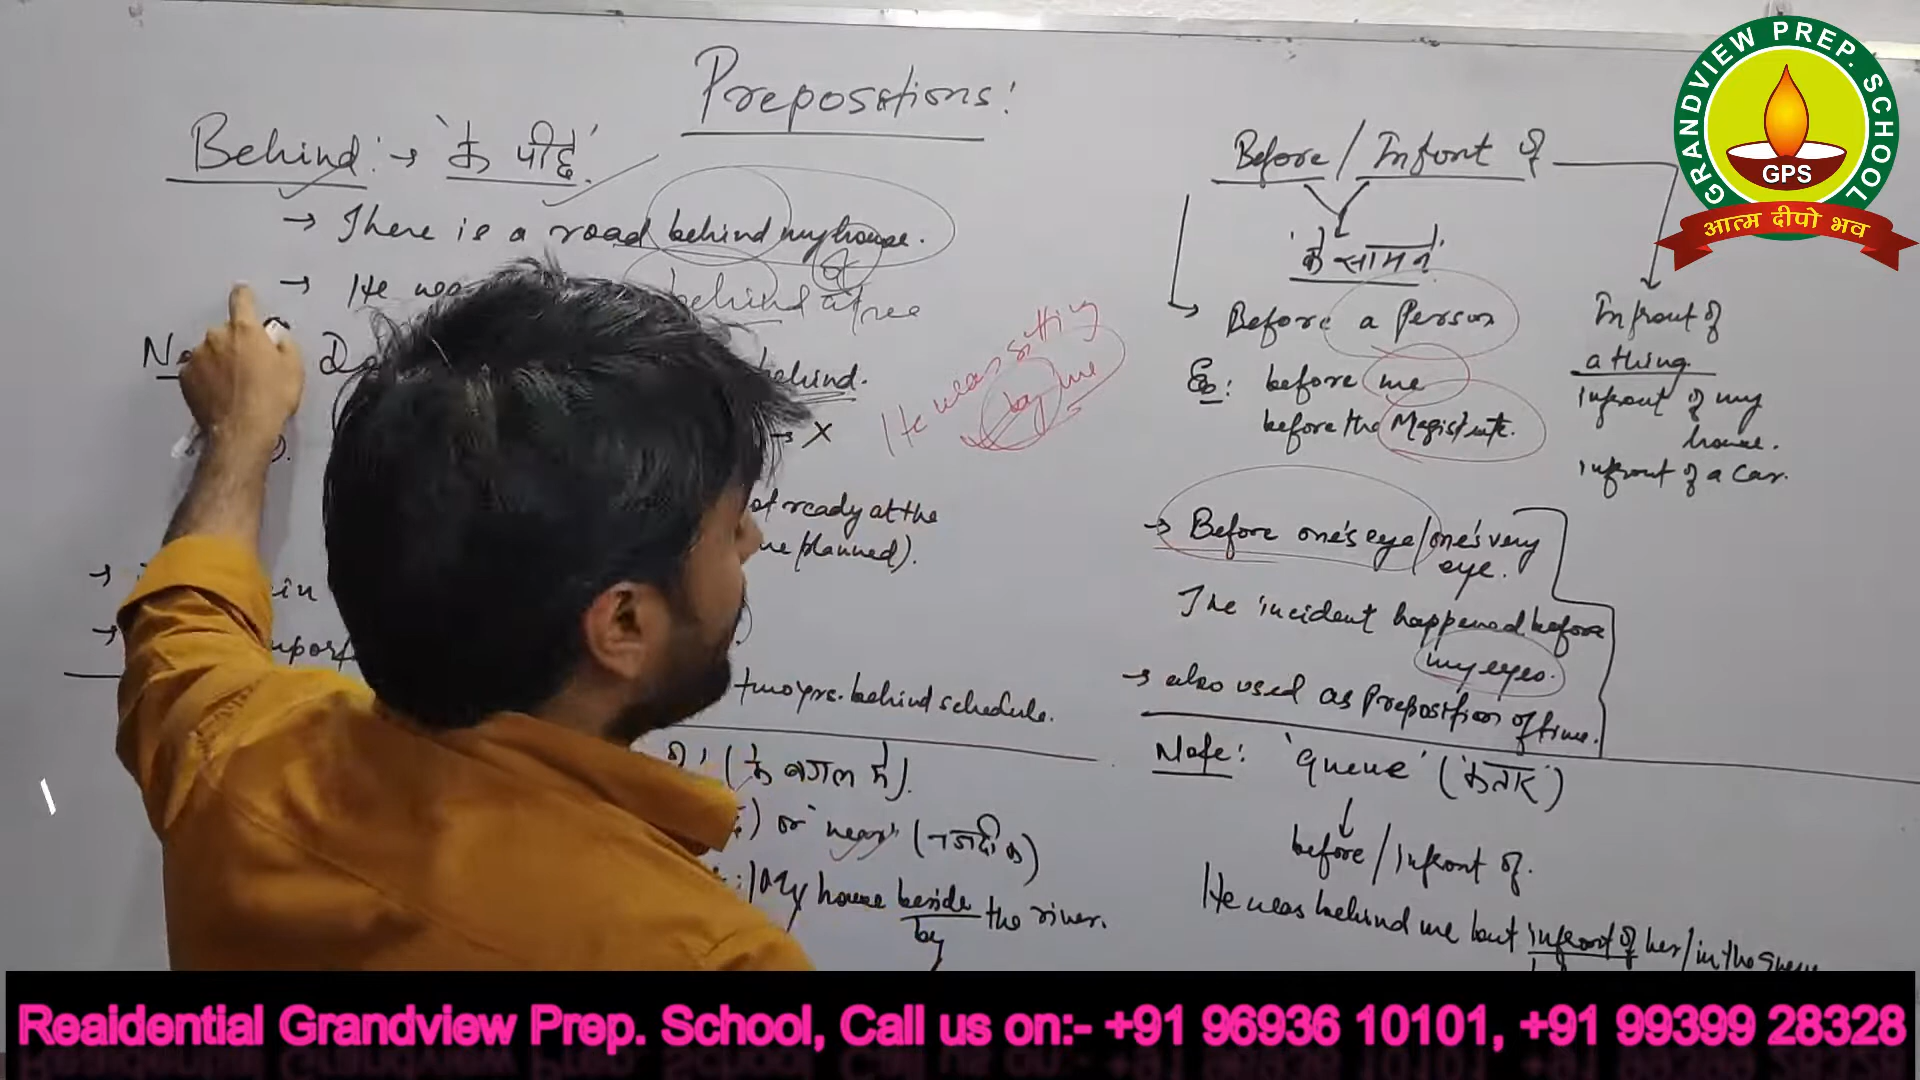 Prepositions:
Behind: → 'के पीछे'.
→ There is a road behind my house.
→ He behind a tree
behind.
→ X
He was sitting
by me
ready at the
planned).
in
two yrs. behind schedule.
(के बगल में).
or 'near' (नजदीक)
My house beside the river.
by
Before / Infront of
'के सामने'
Before a Person
Ex: before me
before the Magistrate.
Infront of
a thing.
infront of my
house.
infront of a car.
→ Before one's eye / one's very
eye.
The incident happened before
my eyes.
→ also used as Preposition of time.
Note: 'queue' ('कतार')
before / infront of.
He was behind me but infront of her / in the queue
GRANDVIEW PREP. SCHOOL
GPS
आत्म दीपो भव
Reaidential Grandview Prep. School, Call us on:- +91 96936 10101, +91 99399 28328